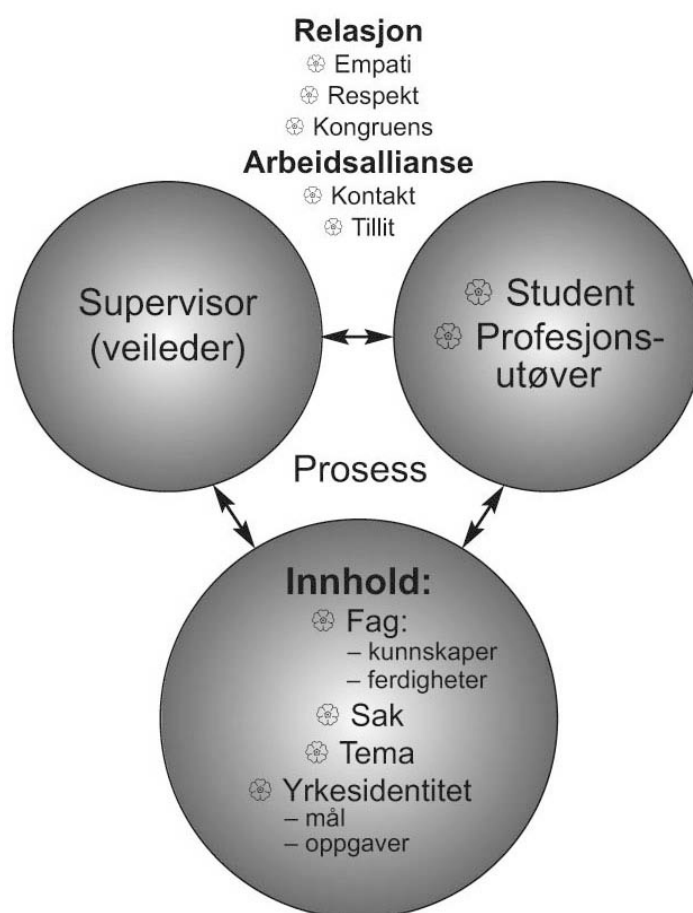 Relasjon
Empati
Respekt
Kongruens
Arbeidsallianse
Kontakt
Tillit
Supervisor
(veileder)
Student
Profesjons-
utøver
Prosess
Innhold:
Fag:
– kunnskaper
– ferdigheter
Sak
Tema
Yrkesidentitet
– mål
– oppgaver